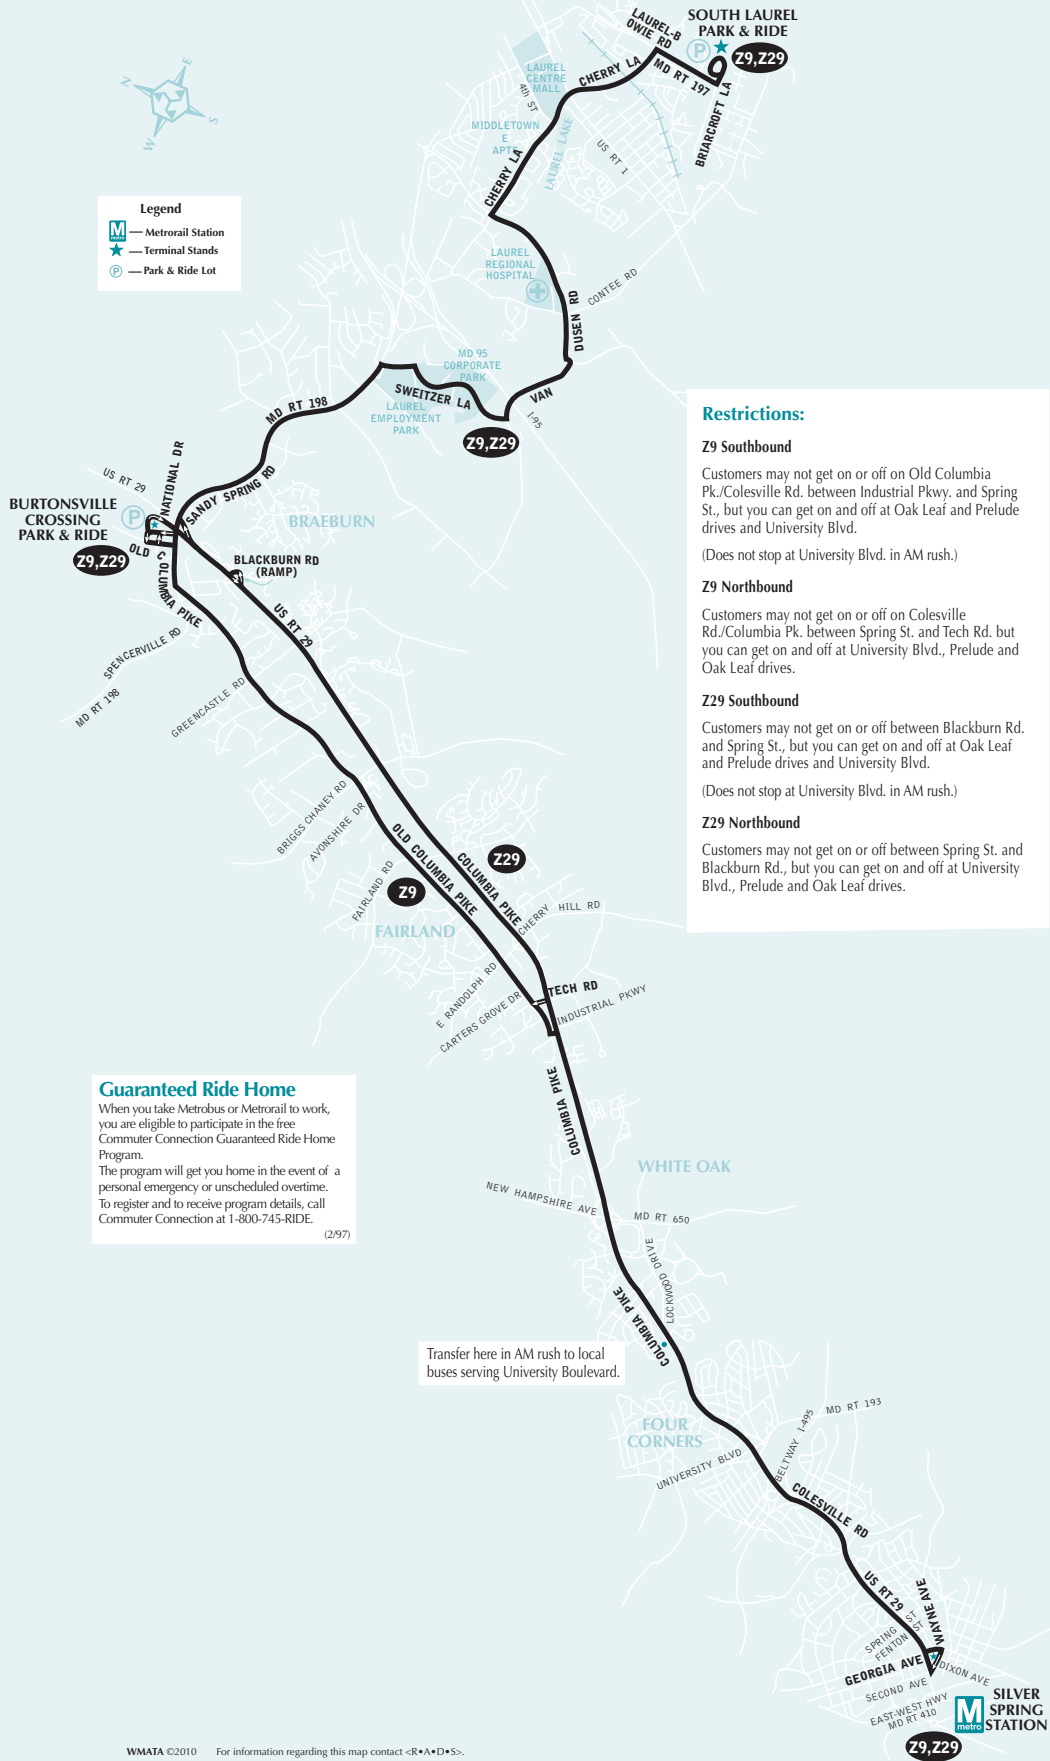 SOUTH LAUREL
PARK & RIDE
Z9,Z29
LAUREL-B
OWIE RD
MD RT 197
BRIARCROFT LA
CHERRY LA
LAUREL
CENTRE
MALL
4th ST
MIDDLETOWN
E
APTS
LAUREL LAKE
US RT 1
CHERRY LA
N
E
S
W
Legend
M
metro
Metrorail Station
Terminal Stands
P
Park & Ride Lot
LAUREL
REGIONAL
HOSPITAL
CONTEE RD
DUSEN RD
VAN
I-95
MD 95
CORPORATE
PARK
SWEITZER LA
LAUREL
EMPLOYMENT
PARK
Z9,Z29
MD RT 198
SANDY SPRING RD
NATIONAL DR
US RT 29
BURTONSVILLE
CROSSING
PARK & RIDE
P
Z9,Z29
OLD COLUMBIA PIKE
BRAEBURN
BLACKBURN RD
(RAMP)
US RT 29
SPENCERVILLE RD
MD RT 198
GREENCASTLE RD
BRIGGS CHANEY RD
AVONSHIRE DR
OLD COLUMBIA PIKE
COLUMBIA PIKE
Z29
Z9
FAIRLAND RD
FAIRLAND
CHERRY HILL RD
E RANDOLPH RD
CARTERS GROVE DR
TECH RD
INDUSTRIAL PKWY
Restrictions:
Z9 Southbound
Customers may not get on or off on Old Columbia
Pk./Colesville Rd. between Industrial Pkwy. and Spring
St., but you can get on and off at Oak Leaf and Prelude
drives and University Blvd.
(Does not stop at University Blvd. in AM rush.)
Z9 Northbound
Customers may not get on or off on Colesville
Rd./Columbia Pk. between Spring St. and Tech Rd. but
you can get on and off at University Blvd., Prelude and
Oak Leaf drives.
Z29 Southbound
Customers may not get on or off between Blackburn Rd.
and Spring St., but you can get on and off at Oak Leaf
and Prelude drives and University Blvd.
(Does not stop at University Blvd. in AM rush.)
Z29 Northbound
Customers may not get on or off between Spring St. and
Blackburn Rd., but you can get on and off at University
Blvd., Prelude and Oak Leaf drives.
Guaranteed Ride Home
When you take Metrobus or Metrorail to work,
you are eligible to participate in the free
Commuter Connection Guaranteed Ride Home
Program.
The program will get you home in the event of a
personal emergency or unscheduled overtime.
To register and to receive program details, call
Commuter Connection at 1-800-745-RIDE.
(2/97)
COLUMBIA PIKE
WHITE OAK
NEW HAMPSHIRE AVE
MD RT 650
LOCKWOOD DRIVE
COLUMBIA PIKE
Transfer here in AM rush to local
buses serving University Boulevard.
FOUR
CORNERS
UNIVERSITY BLVD
BELTWAY I-495
MD RT 193
COLESVILLE RD
US RT 29
WAYNE AVE
SPRING ST
FENTON ST
GEORGIA AVE
DIXON AVE
SECOND AVE
EAST-WEST HWY
MD RT 410
M
metro
SILVER
SPRING
STATION
Z9,Z29
WMATA ©2010 For information regarding this map contact <R•A•D•S>.